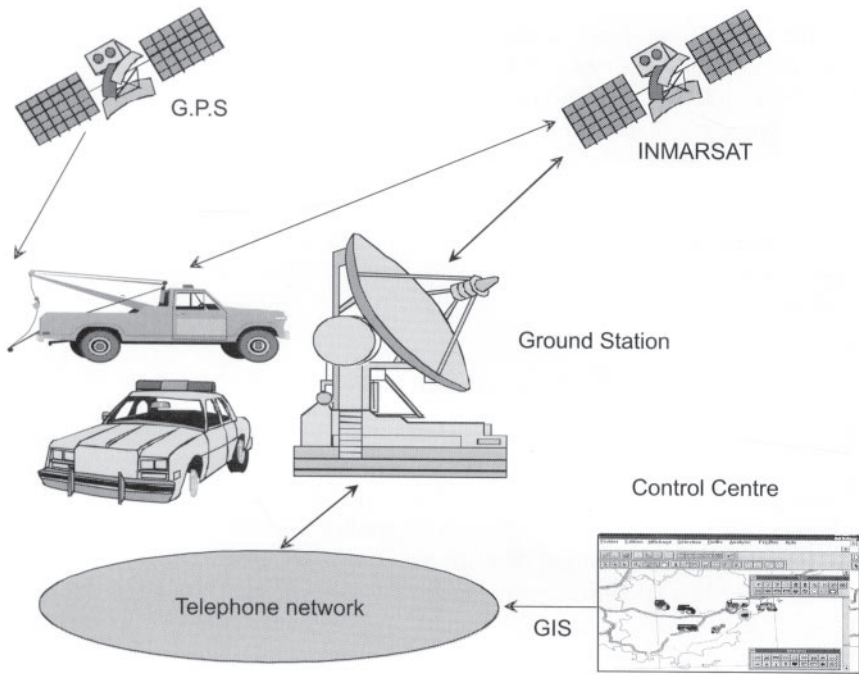 G.P.S
INMARSAT
Ground Station
Control Centre
Telephone network
GIS